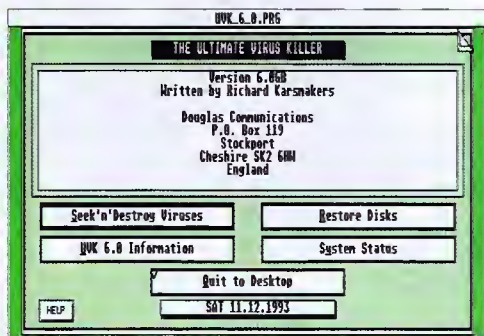 UVK_6_0.PRG
THE ULTIMATE VIRUS KILLER
Version 6.0GB
Written by Richard Karsmakers
Douglas Communications
P.O. Box 119
Stockport
Cheshire SK2 6HW
England
Seek'n'Destroy Viruses
Restore Disks
UVK 6.0 Information
System Status
Quit to Desktop
HELP
SAT 11.12.1993